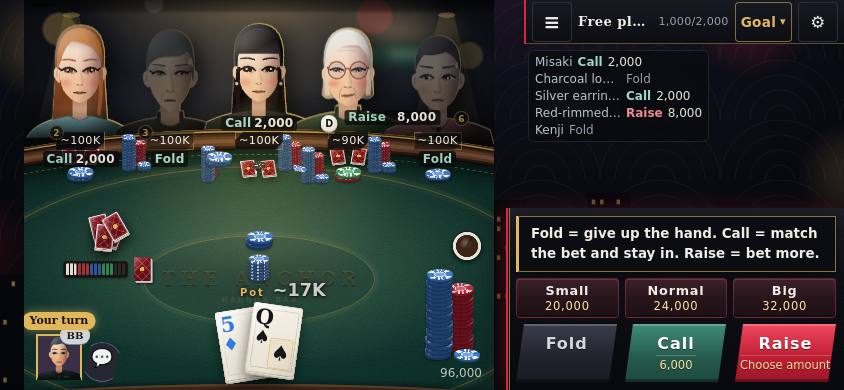 ☰ Free pl… 1,000/2,000 Goal ▾ ⚙
Misaki Call 2,000
Charcoal lo… Fold
Silver earrin… Call 2,000
Red-rimmed… Raise 8,000
Kenji Fold
Call 2,000
D
Raise 8,000
2
3
6
~100K
~100K
~100K
~90K
~100K
Call 2,000
Fold
Fold
THE ANCHOR
Pot ~17K
Your turn
BB
5
Q
96,000
Fold = give up the hand. Call = match
the bet and stay in. Raise = bet more.
Small
20,000
Normal
24,000
Big
32,000
Fold
Call
6,000
Raise
Choose amount